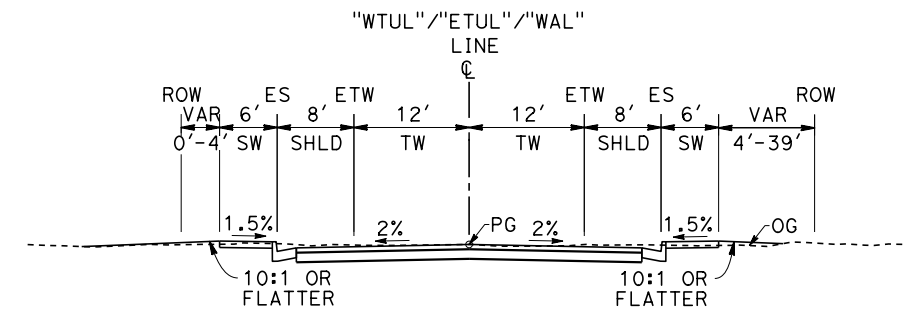 "WTUL"/"ETUL"/"WAL"
LINE
℄
ROW ES ETW ETW ES ROW
VAR 6' 8' 12' 12' 8' 6' VAR
0'-4' SW SHLD TW TW SHLD SW 4'-39'
1.5% 2% PG 2% 1.5% OG
10:1 OR 10:1 OR
FLATTER FLATTER